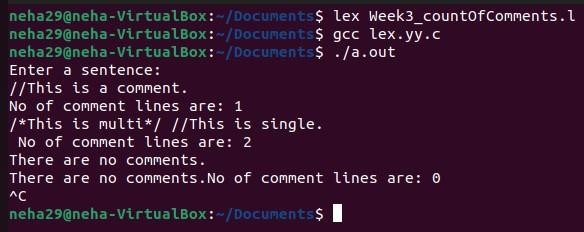 neha29@neha-VirtualBox:~/Documents$ lex Week3_countOfComments.l
neha29@neha-VirtualBox:~/Documents$ gcc lex.yy.c
neha29@neha-VirtualBox:~/Documents$ ./a.out
Enter a sentence:
//This is a comment.
No of comment lines are: 1
/*This is multi*/ //This is single.
 No of comment lines are: 2
There are no comments.
There are no comments.No of comment lines are: 0
^C
neha29@neha-VirtualBox:~/Documents$